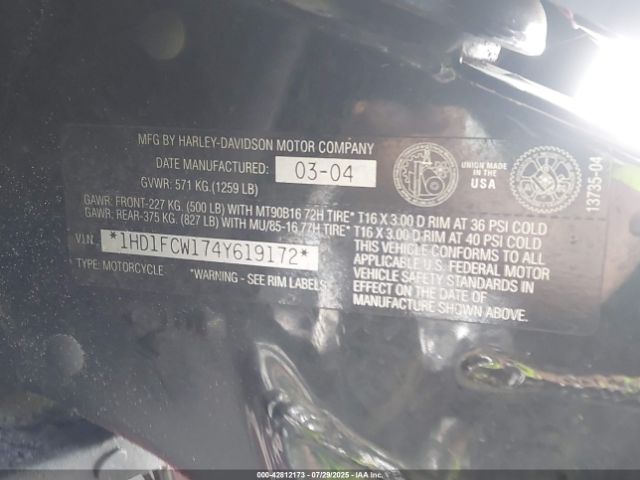 MFG BY HARLEY-DAVIDSON MOTOR COMPANY
DATE MANUFACTURED: 03-04
GVWR: 571 KG.(1259 LB)
UNION MADE IN THE USA
13735-04
GAWR: FRONT-227 KG. (500 LB) WITH MT90B16 72H TIRE* T16 X 3.00 D RIM AT 36 PSI COLD
GAWR: REAR-375 KG. (827 LB) WITH MU/85-16.77H TIRE* T16 X 3.00 D RIM AT 40 PSI COLD
VIN *1HD1FCW174Y619172*
TYPE: MOTORCYCLE *WARNING - SEE RIM LABELS
THIS VEHICLE CONFORMS TO ALL
APPLICABLE U.S. FEDERAL MOTOR
VEHICLE SAFETY STANDARDS IN
EFFECT ON THE DATE OF
MANUFACTURE SHOWN ABOVE.
000-42812173 — 07/29/2025 — IAAI.COM